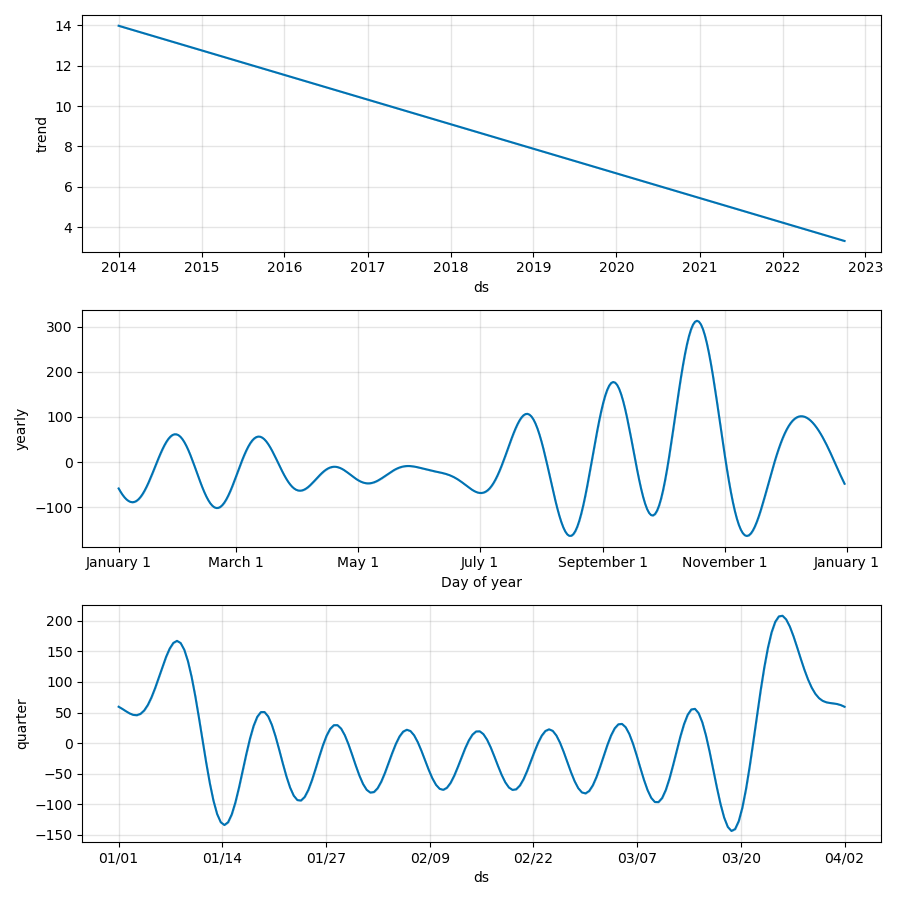 14
12
10
8
6
4
trend
2014 2015 2016 2017 2018 2019 2020 2021 2022 2023
ds
300
200
100
0
−100
yearly
January 1 March 1 May 1 July 1 September 1 November 1 January 1
Day of year
200
150
100
50
0
−50
−100
−150
quarter
01/01 01/14 01/27 02/09 02/22 03/07 03/20 04/02
ds